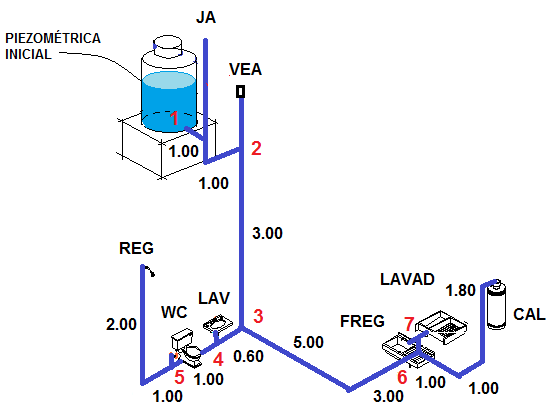 JA
PIEZOMÉTRICA
INICIAL
VEA
1
1.00
2
1.00
3.00
REG
LAVAD
1.80
WC
LAV
3
FREG
7
CAL
2.00
5.00
4
0.60
5
1.00
6
1.00
1.00
3.00
1.00